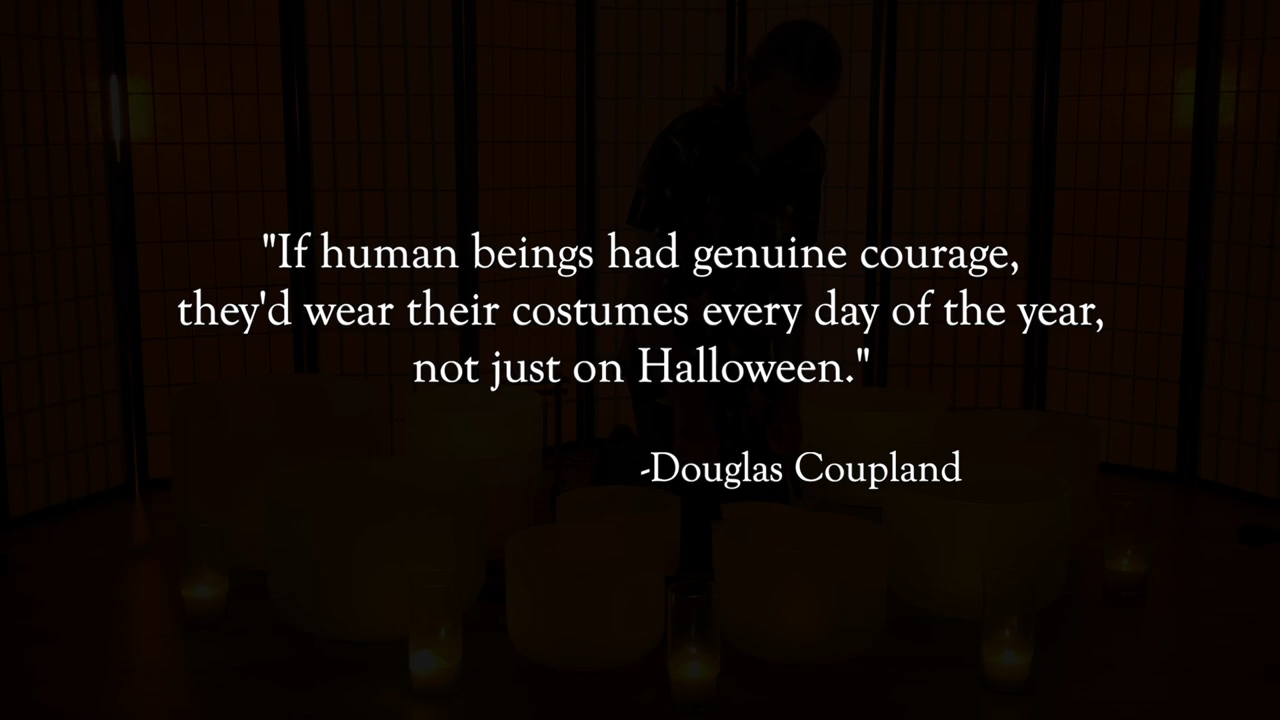 "If human beings had genuine courage,
they'd wear their costumes every day of the year,
not just on Halloween."
-Douglas Coupland